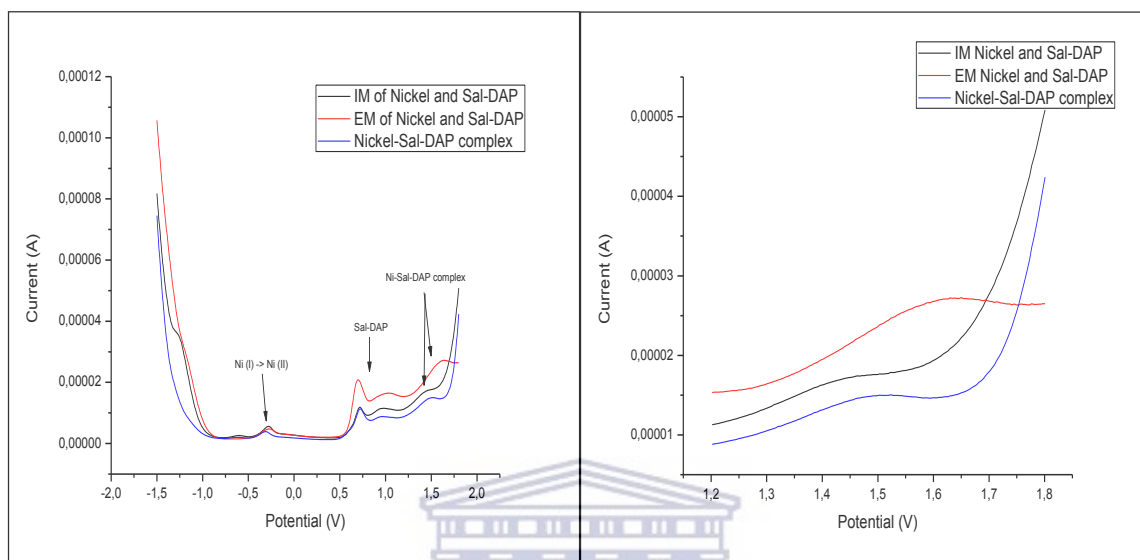 0,00012
0,00010
0,00008
0,00006
0,00004
0,00002
0,00000
Current (A)
IM of Nickel and Sal-DAP
EM of Nickel and Sal-DAP
Nickel-Sal-DAP complex
Ni-Sal-DAP complex
Sal-DAP
Ni (I) -> Ni (II)
-2,0 -1,5 -1,0 -0,5 0,0 0,5 1,0 1,5 2,0
Potential (V)
IM Nickel and Sal-DAP
EM Nickel and Sal-DAP
Nickel-Sal-DAP complex
0,00005
0,00004
0,00003
0,00002
0,00001
Current (A)
1,2 1,3 1,4 1,5 1,6 1,7 1,8
Potential (V)